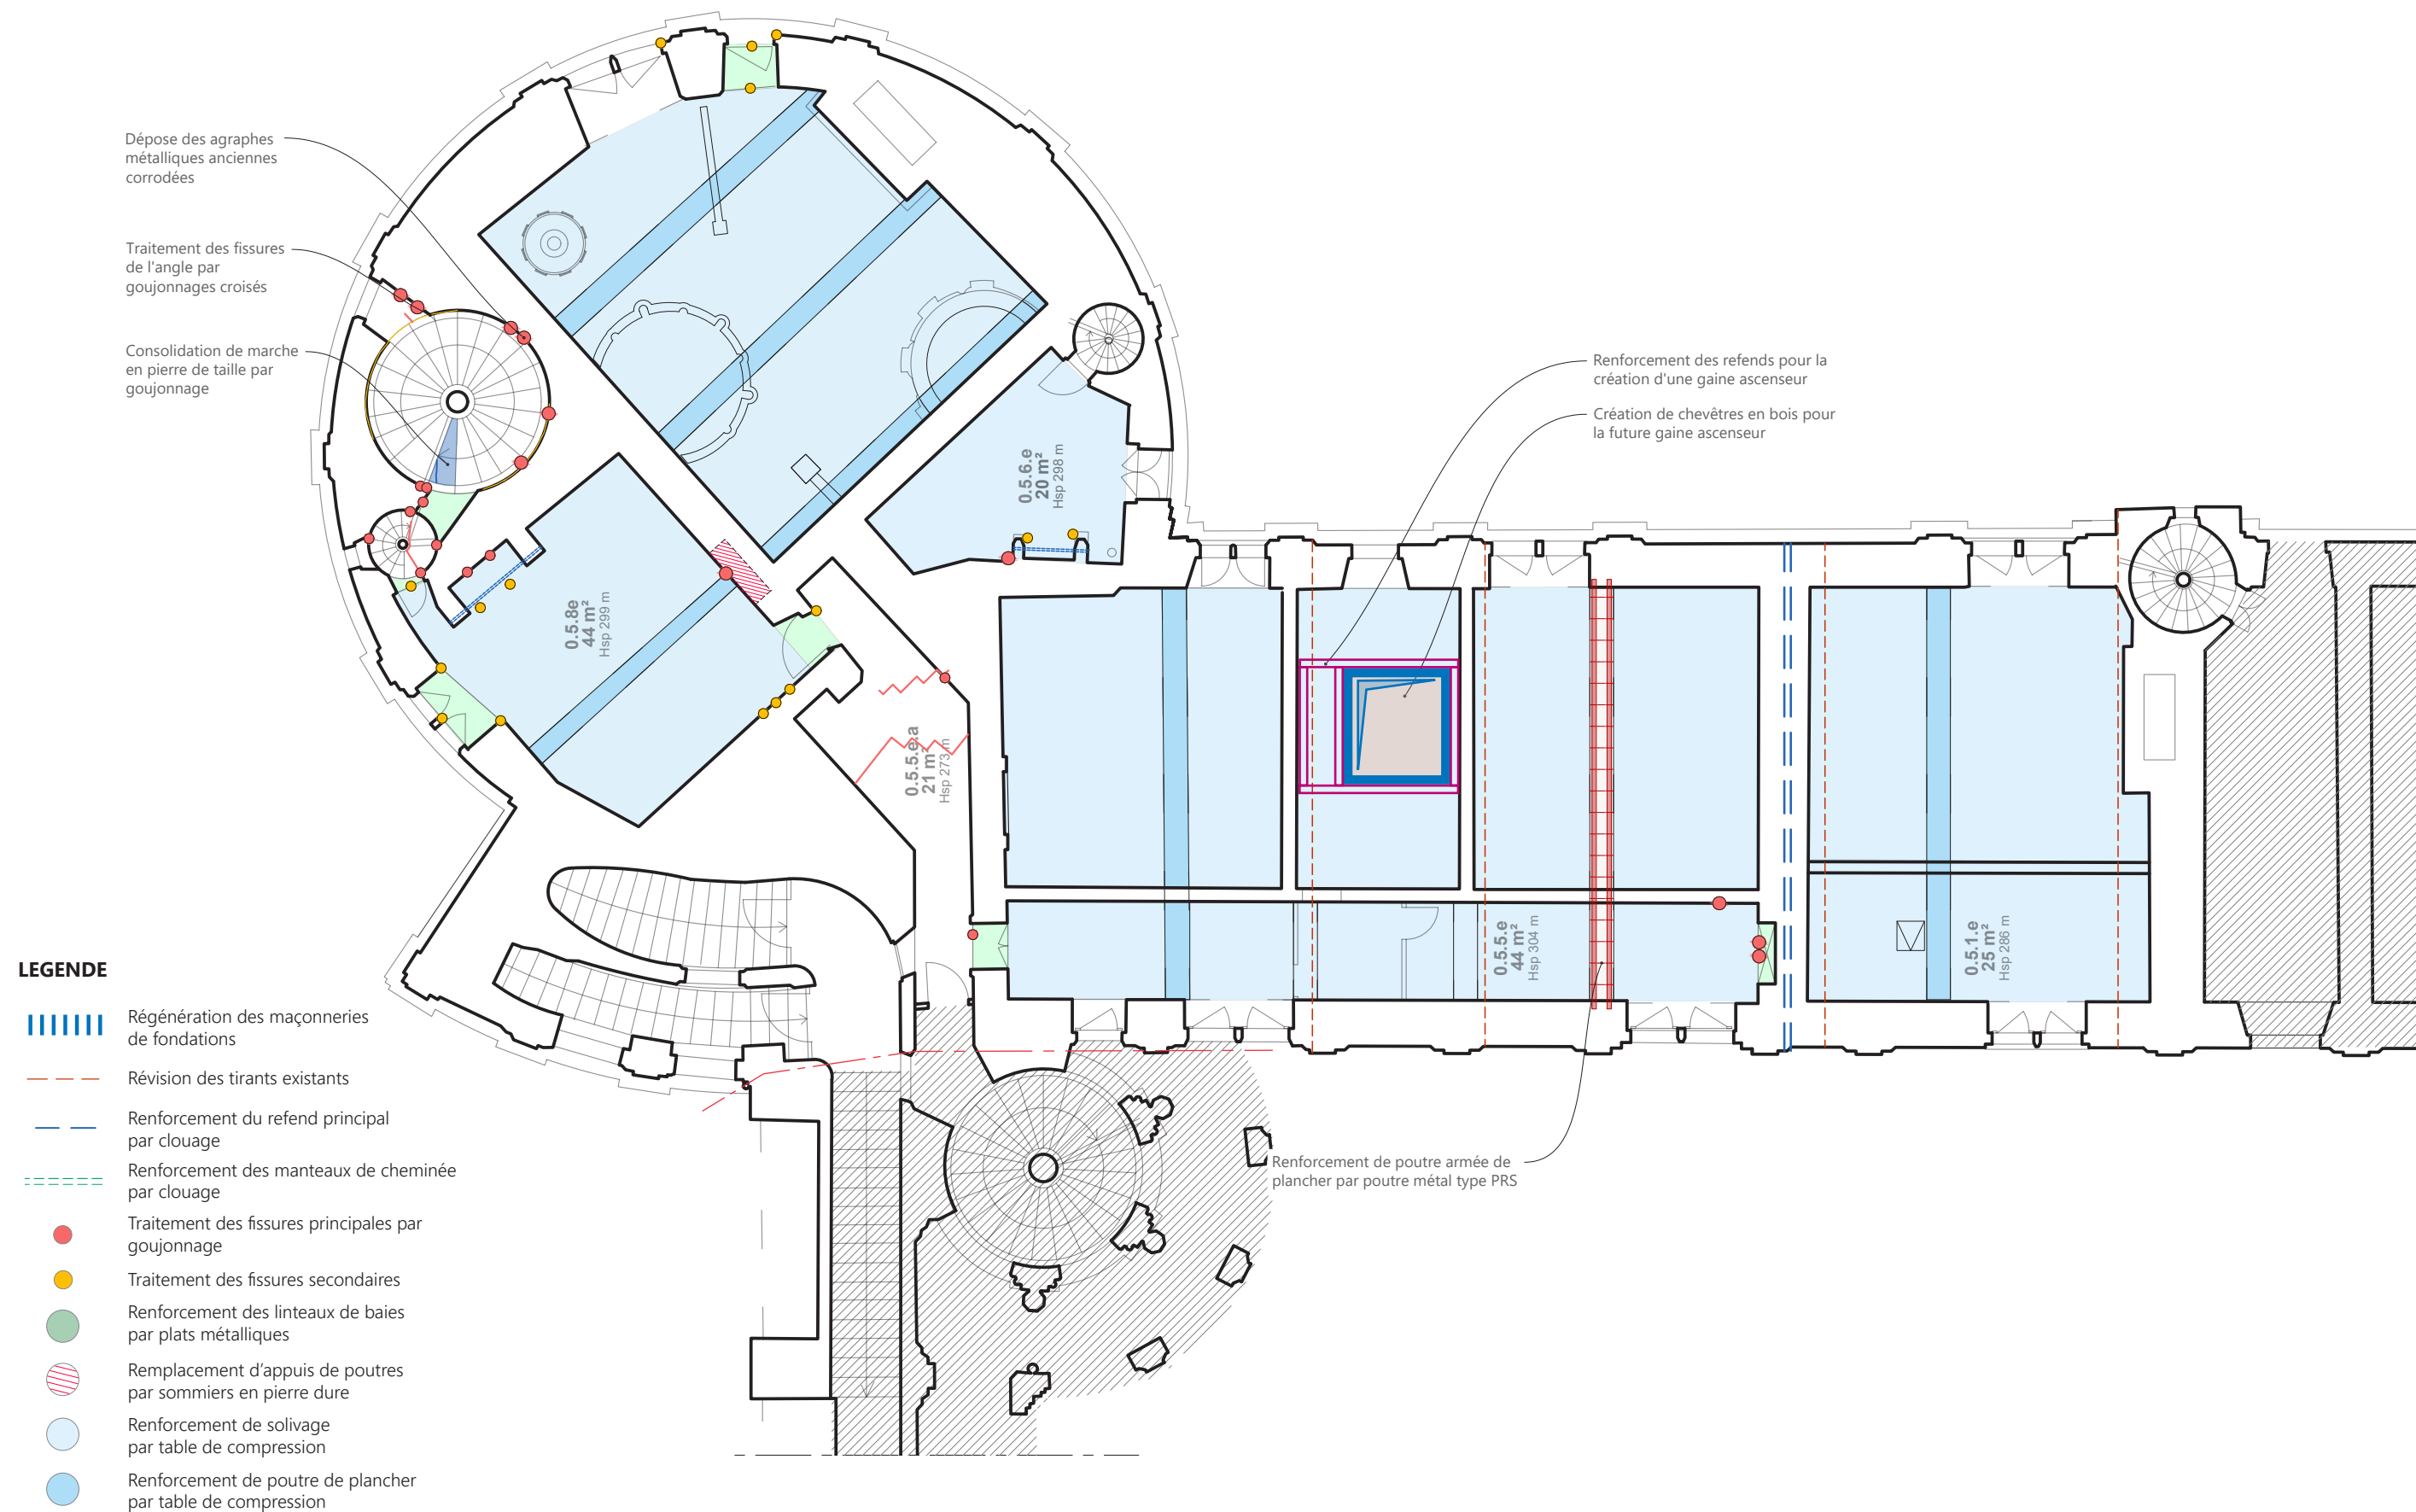 Dépose des agraphes
métalliques anciennes
corrodées
Traitement des fissures
de l'angle par
goujonnages croisés
Consolidation de marche
en pierre de taille par
goujonnage
Renforcement des refends pour la
création d'une gaine ascenseur
Création de chevêtres en bois pour
la future gaine ascenseur
0.5.6.e
20 m²
Hsp 298 m
0.5.8e
44 m²
Hsp 299 m
0.5.5.e.a
21 m²
Hsp 273 m
0.5.5.e
44 m²
Hsp 304 m
0.5.1.e
25 m²
Hsp 286 m
Renforcement de poutre armée de
plancher par poutre métal type PRS
LEGENDE
Régénération des maçonneries
de fondations
Révision des tirants existants
Renforcement du refend principal
par clouage
Renforcement des manteaux de cheminée
par clouage
Traitement des fissures principales par
goujonnage
Traitement des fissures secondaires
Renforcement des linteaux de baies
par plats métalliques
Remplacement d’appuis de poutres
par sommiers en pierre dure
Renforcement de solivage
par table de compression
Renforcement de poutre de plancher
par table de compression